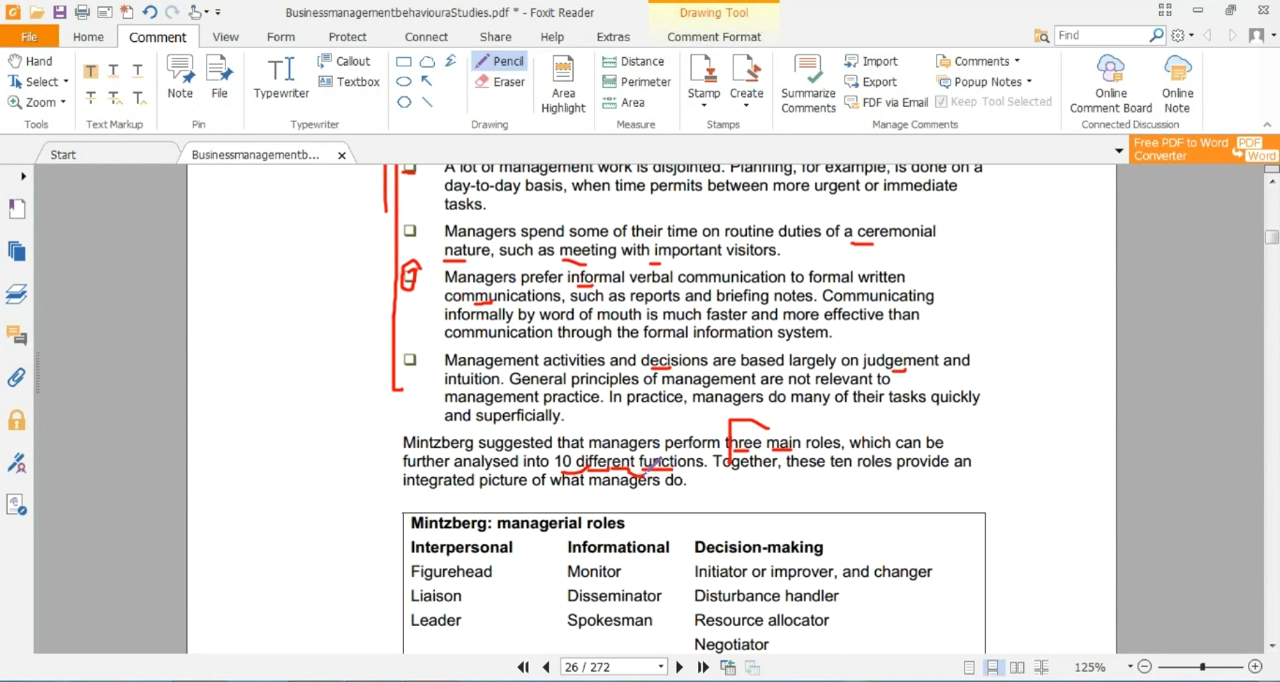 BusinessmanagementbehaviouraStudies.pdf * - Foxit Reader
Drawing Tool
File Home Comment View Form Protect Connect Share Help Extras Comment Format
Find
Hand
Select
Zoom
Tools
T T T
T T T
Text Markup
Note
File
Pin
Typewriter
Callout
Textbox
Typewriter
Pencil
Eraser
Drawing
Area
Highlight
Distance
Perimeter
Area
Measure
Stamp
Create
Stamps
Summarize
Comments
Import
Export
FDF via Email
Comments
Popup Notes
Keep Tool Selected
Manage Comments
Online
Comment Board
Online
Note
Connected Discussion
Start
Businessmanagementb...
Free PDF to Word
Converter
PDF
Word
A lot of management work is disjointed. Planning, for example, is done on a
day-to-day basis, when time permits between more urgent or immediate
tasks.
Managers spend some of their time on routine duties of a ceremonial
nature, such as meeting with important visitors.
Managers prefer informal verbal communication to formal written
communications, such as reports and briefing notes. Communicating
informally by word of mouth is much faster and more effective than
communication through the formal information system.
Management activities and decisions are based largely on judgement and
intuition. General principles of management are not relevant to
management practice. In practice, managers do many of their tasks quickly
and superficially.
Mintzberg suggested that managers perform three main roles, which can be
further analysed into 10 different functions. Together, these ten roles provide an
integrated picture of what managers do.
Mintzberg: managerial roles
Interpersonal Informational Decision-making
Figurehead Monitor Initiator or improver, and changer
Liaison Disseminator Disturbance handler
Leader Spokesman Resource allocator
Negotiator
26 / 272
125%